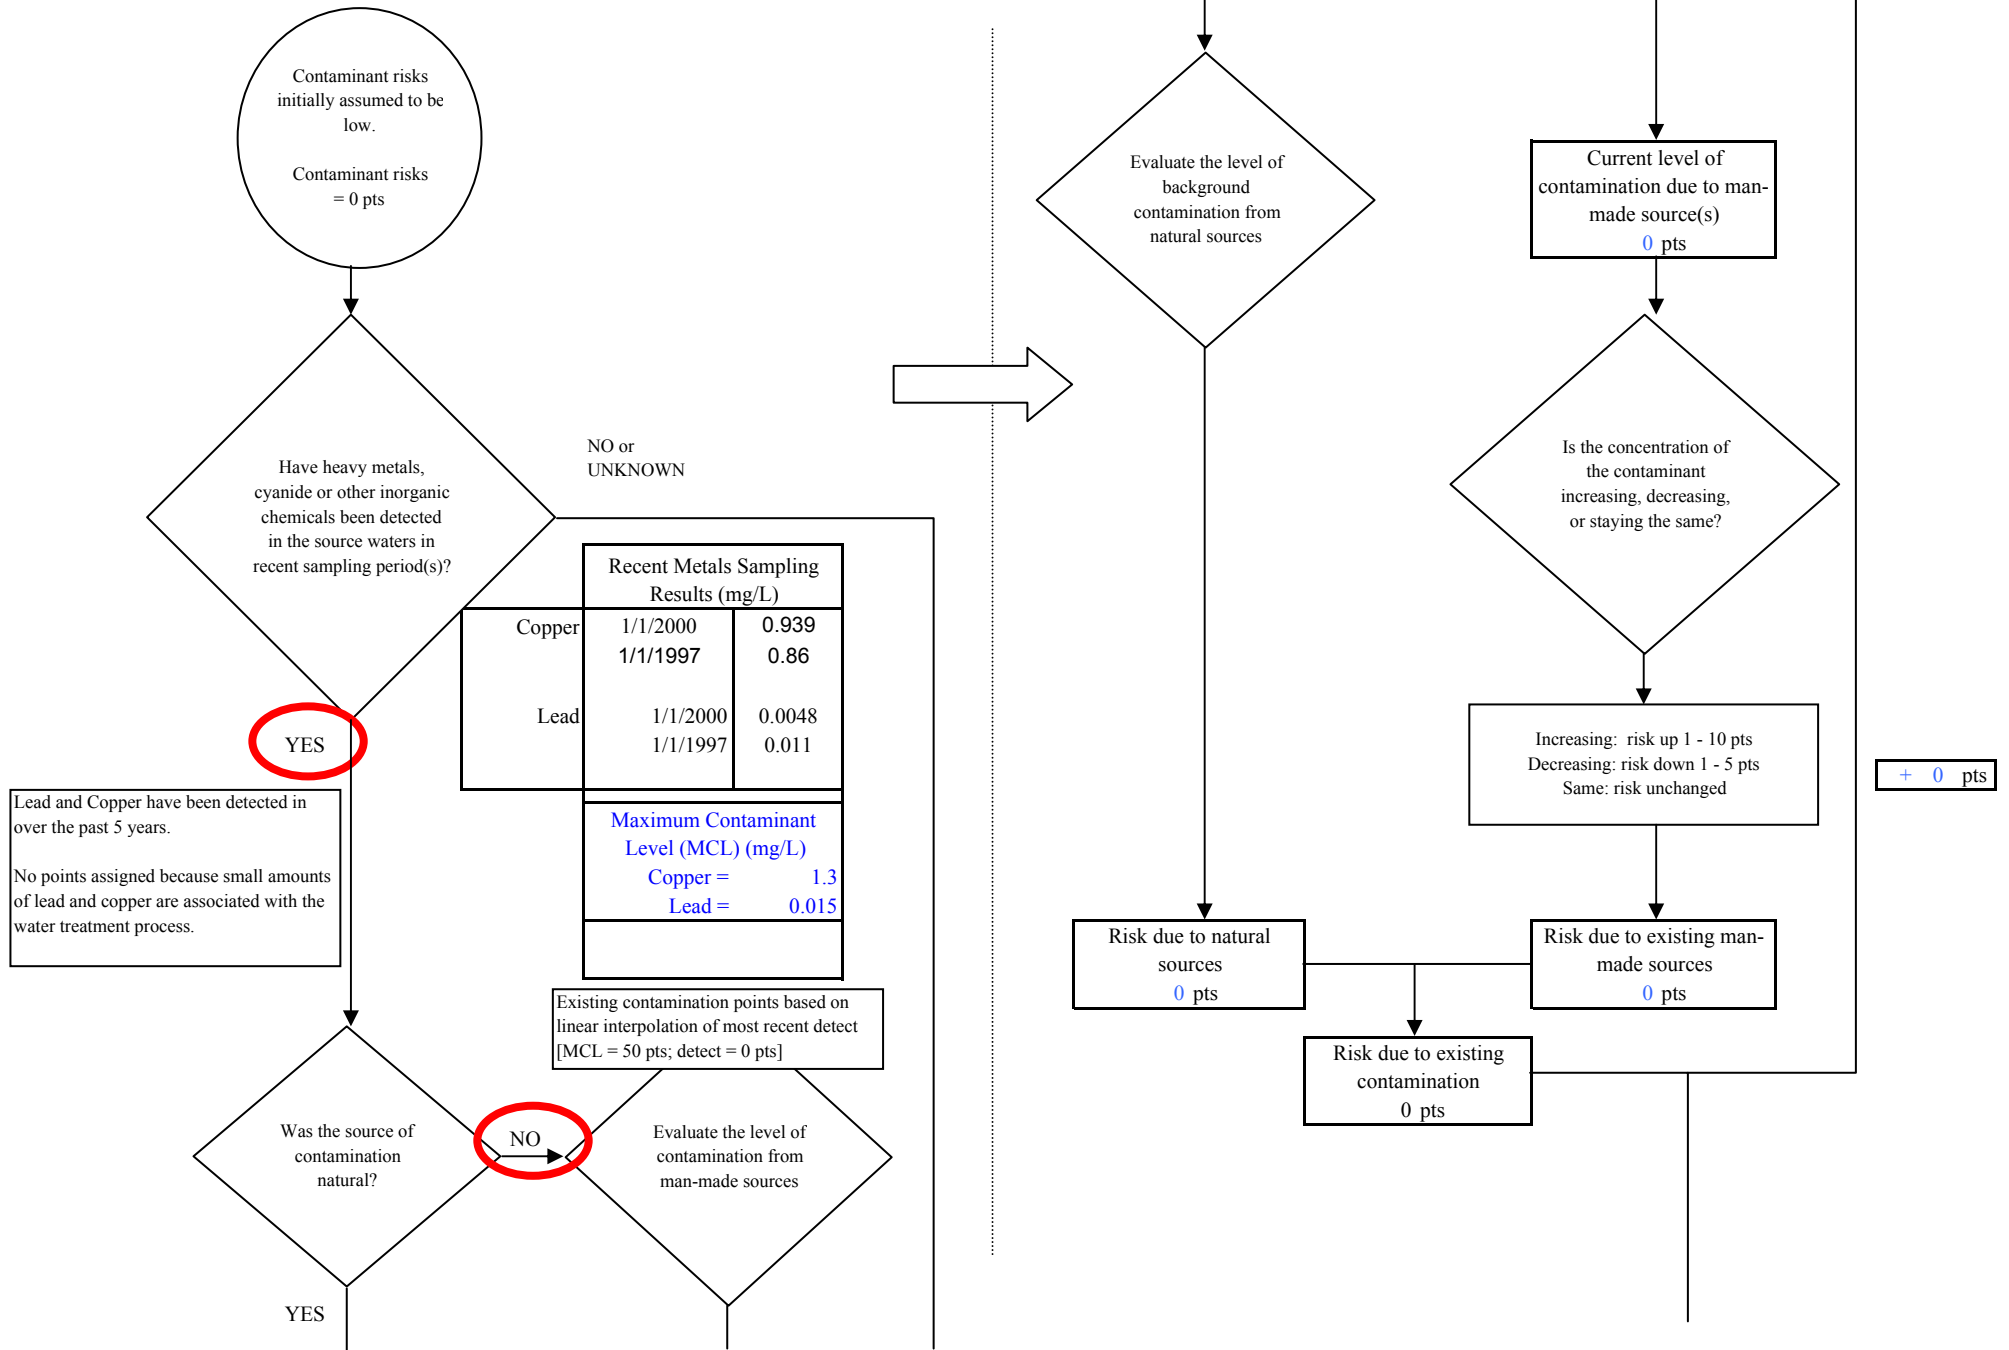 Contaminant risks
initially assumed to be
low.
Contaminant risks
= 0 pts
Have heavy metals,
cyanide or other inorganic
chemicals been detected
in the source waters in
recent sampling period(s)?
NO or
UNKNOWN
Recent Metals Sampling
Results (mg/L)
Copper 1/1/2000 0.939
1/1/1997 0.86
Lead 1/1/2000 0.0048
1/1/1997 0.011
Maximum Contaminant
Level (MCL) (mg/L)
Copper = 1.3
Lead = 0.015
YES
Lead and Copper have been detected in
over the past 5 years.
No points assigned because small amounts
of lead and copper are associated with the
water treatment process.
Existing contamination points based on
linear interpolation of most recent detect
[MCL = 50 pts; detect = 0 pts]
Was the source of
contamination
natural?
NO
Evaluate the level of
contamination from
man-made sources
YES
Evaluate the level of
background
contamination from
natural sources
Current level of
contamination due to man-
made source(s)
0 pts
Is the concentration of
the contaminant
increasing, decreasing,
or staying the same?
Increasing: risk up 1 - 10 pts
Decreasing: risk down 1 - 5 pts
Same: risk unchanged
+ 0 pts
Risk due to natural
sources
0 pts
Risk due to existing man-
made sources
0 pts
Risk due to existing
contamination
0 pts